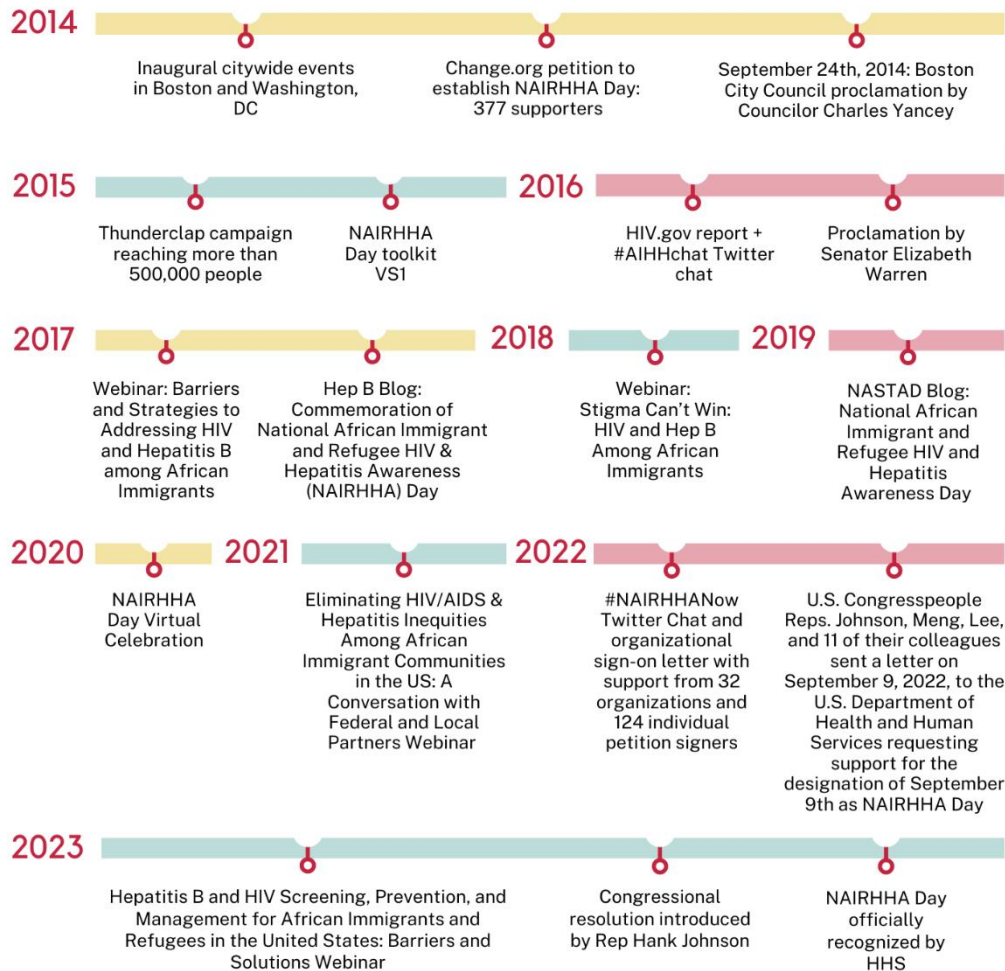 2014
Inaugural citywide events
in Boston and Washington,
DC
Change.org petition to
establish NAIRHHA Day:
377 supporters
September 24th, 2014: Boston
City Council proclamation by
Councilor Charles Yancey
2015
Thunderclap campaign
reaching more than
500,000 people
NAIRHHA
Day toolkit
VS1
2016
HIV.gov report +
#AIHHchat Twitter
chat
Proclamation by
Senator Elizabeth
Warren
2017
Webinar: Barriers
and Strategies to
Addressing HIV
and Hepatitis B
among African
Immigrants
Hep B Blog:
Commemoration of
National African Immigrant
and Refugee HIV &
Hepatitis Awareness
(NAIRHHA) Day
2018
Webinar:
Stigma Can't Win:
HIV and Hep B
Among African
Immigrants
2019
NASTAD Blog:
National African
Immigrant and
Refugee HIV and
Hepatitis
Awareness Day
2020
NAIRHHA
Day Virtual
Celebration
2021
Eliminating HIV/AIDS &
Hepatitis Inequities
Among African
Immigrant Communities
in the US: A
Conversation with
Federal and Local
Partners Webinar
2022
#NAIRHHANow
Twitter Chat and
organizational
sign-on letter with
support from 32
organizations and
124 individual
petition signers
U.S. Congresspeople
Reps. Johnson, Meng, Lee,
and 11 of their colleagues
sent a letter on
September 9, 2022, to the
U.S. Department of
Health and Human
Services requesting
support for the
designation of September
9th as NAIRHHA Day
2023
Hepatitis B and HIV Screening, Prevention, and
Management for African Immigrants and
Refugees in the United States: Barriers and
Solutions Webinar
Congressional
resolution introduced
by Rep Hank Johnson
NAIRHHA Day
officially
recognized by
HHS